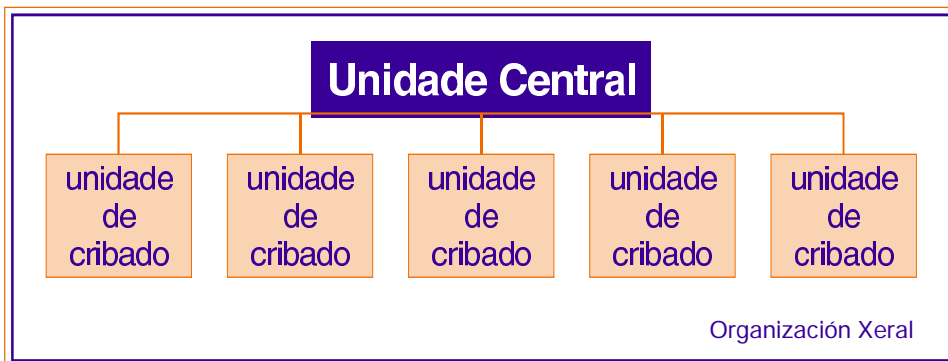 Unidade Central
unidade
de
cribado
unidade
de
cribado
unidade
de
cribado
unidade
de
cribado
unidade
de
cribado
Organización Xeral